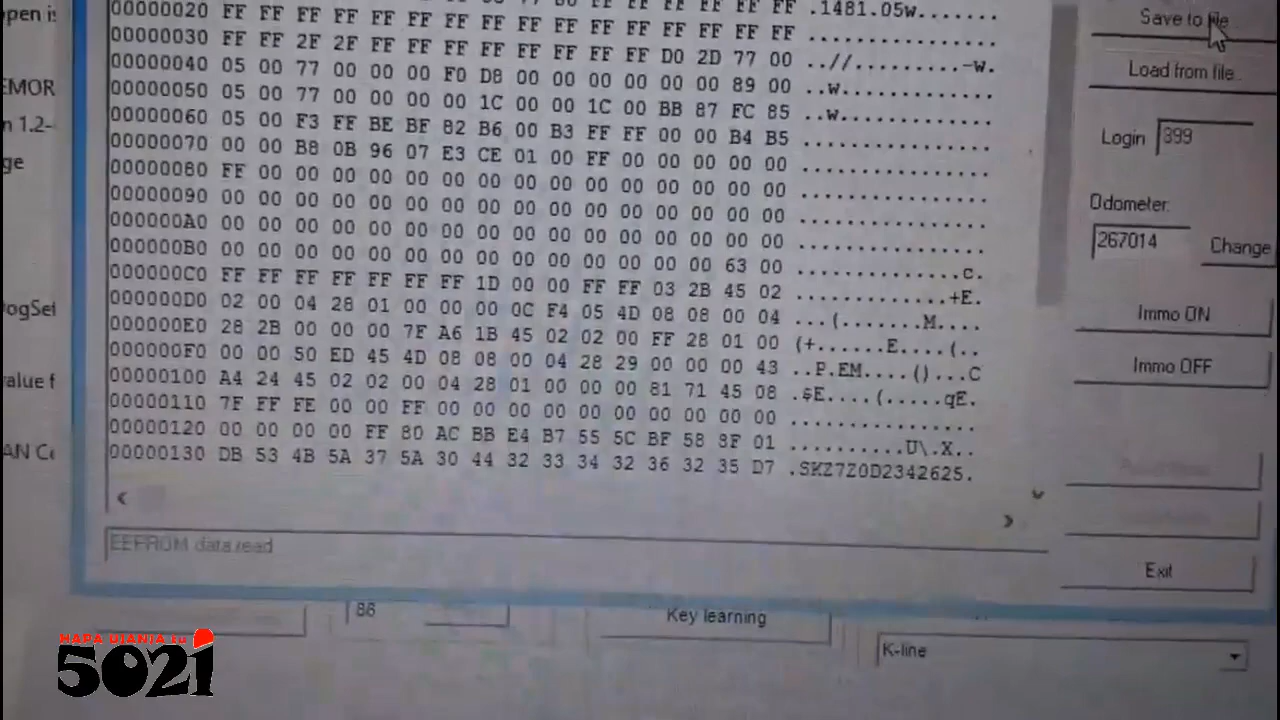 Save to file...
00000020 FF FF FF FF FF FF FF FF FF FF FF FF FF FF FF FF ................
pen is
00000030 FF FF 2F 2F FF FF FF FF FF FF FF FF D0 2D 77 00 ..//.........-w.
00000040 05 00 77 00 00 00 F0 D8 00 00 00 00 00 00 89 00 ..w.............
Load from file...
EMOR
00000050 05 00 77 00 00 00 00 00 1C 00 00 1C 00 BB 87 FC 85
n 1.2-
00000060 05 00 F3 FF BE BF 82 B6 00 B3 FF FF 00 00 B4 B5
Login 399
ge
00000070 00 00 B8 0B 96 07 E3 CE 01 00 FF 00 00 00 00 00
00000080 FF 00 00 00 00 00 00 00 00 00 00 00 00 00 00 00
00000090 00 00 00 00 00 00 00 00 00 00 00 00 00 00 00 00
Odometer:
000000A0 00 00 00 00 00 00 00 00 00 00 00 00 00 00 00 00
267014 Change
000000B0 00 00 00 00 00 00 00 00 00 00 00 00 00 00 63 00 ..............c.
000000C0 FF FF FF FF FF FF FF 1D 00 00 FF FF 03 2B 45 02 .............+E.
ogSet
000000D0 02 00 04 28 01 00 00 00 0C F4 05 4D 08 08 00 04 ...(.......M....
Immo ON
000000E0 28 2B 00 00 00 7F A6 1B 45 02 02 00 FF 28 01 00 (+......E....(..
000000F0 00 00 50 ED 45 4D 08 08 00 04 28 29 00 00 00 43 ..P.EM....()...C
Immo OFF
value f
00000100 A4 24 45 02 02 00 04 28 01 00 00 00 81 71 45 08 .$E....(.....qE.
00000110 7F FF FE 00 00 FF 00 00 00 00 00 00 00 00 00 00 ................
00000120 00 00 00 00 FF 80 AC BB E4 B7 55 5C BF 58 8F 01 ..........U\.X..
AN Co
00000130 DB 53 4B 5A 37 5A 30 44 32 33 34 32 36 32 35 D7 .SKZ7Z0D2342625.
EEPROM data read
Exit
86
Key learning
K-line
HAPA UJANJA tu
5021